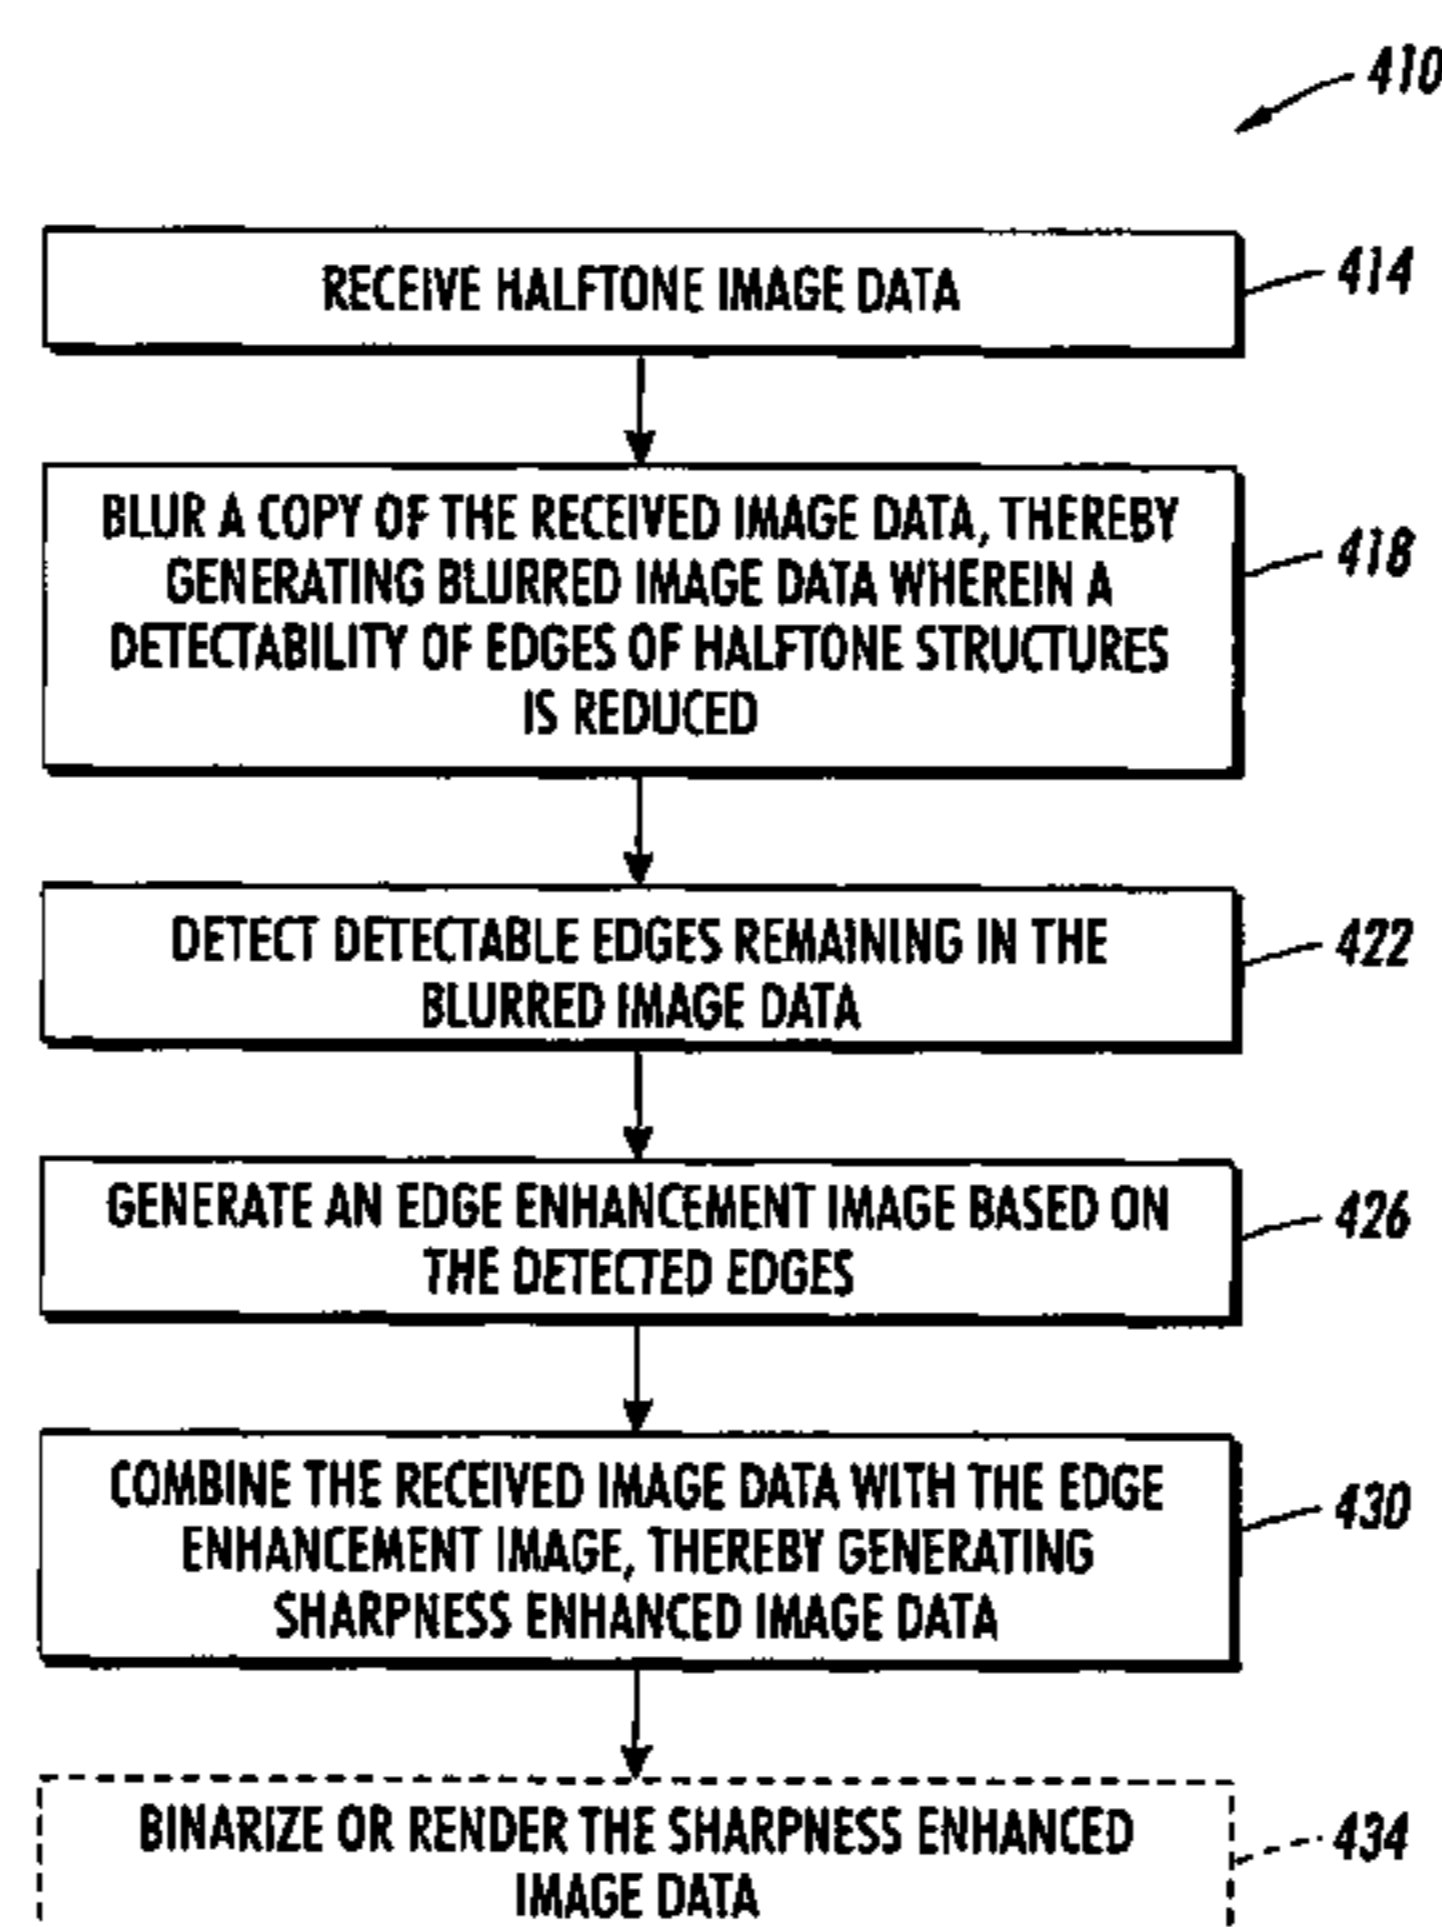 410
RECEIVE HALFTONE IMAGE DATA
414
BLUR A COPY OF THE RECEIVED IMAGE DATA, THEREBY
GENERATING BLURRED IMAGE DATA WHEREIN A
DETECTABILITY OF EDGES OF HALFTONE STRUCTURES
IS REDUCED
418
DETECT DETECTABLE EDGES REMAINING IN THE
BLURRED IMAGE DATA
422
GENERATE AN EDGE ENHANCEMENT IMAGE BASED ON
THE DETECTED EDGES
426
COMBINE THE RECEIVED IMAGE DATA WITH THE EDGE
ENHANCEMENT IMAGE, THEREBY GENERATING
SHARPNESS ENHANCED IMAGE DATA
430
BINARIZE OR RENDER THE SHARPNESS ENHANCED
IMAGE DATA
434